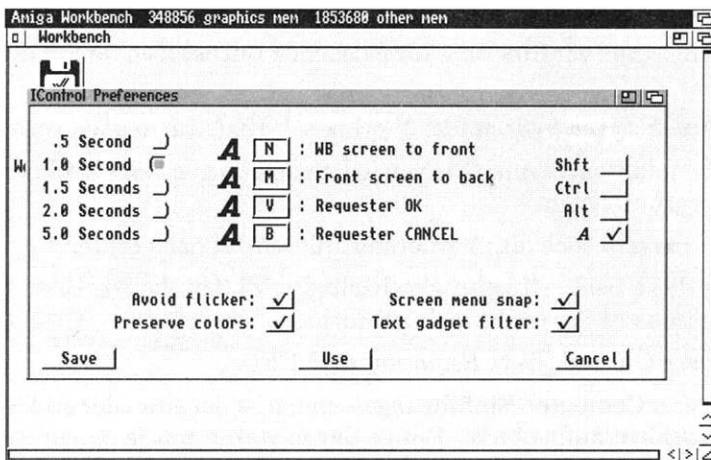 Amiga Workbench 348856 graphics mem 1853680 other mem
Workbench
IControl Preferences
.5 Second
1.0 Second
1.5 Seconds
2.0 Seconds
5.0 Seconds
A N : WB screen to front
A M : Front screen to back
A V : Requester OK
A B : Requester CANCEL
Shft
Ctrl
Alt
A
Avoid flicker:
Screen menu snap:
Preserve colors:
Text gadget filter:
Save
Use
Cancel